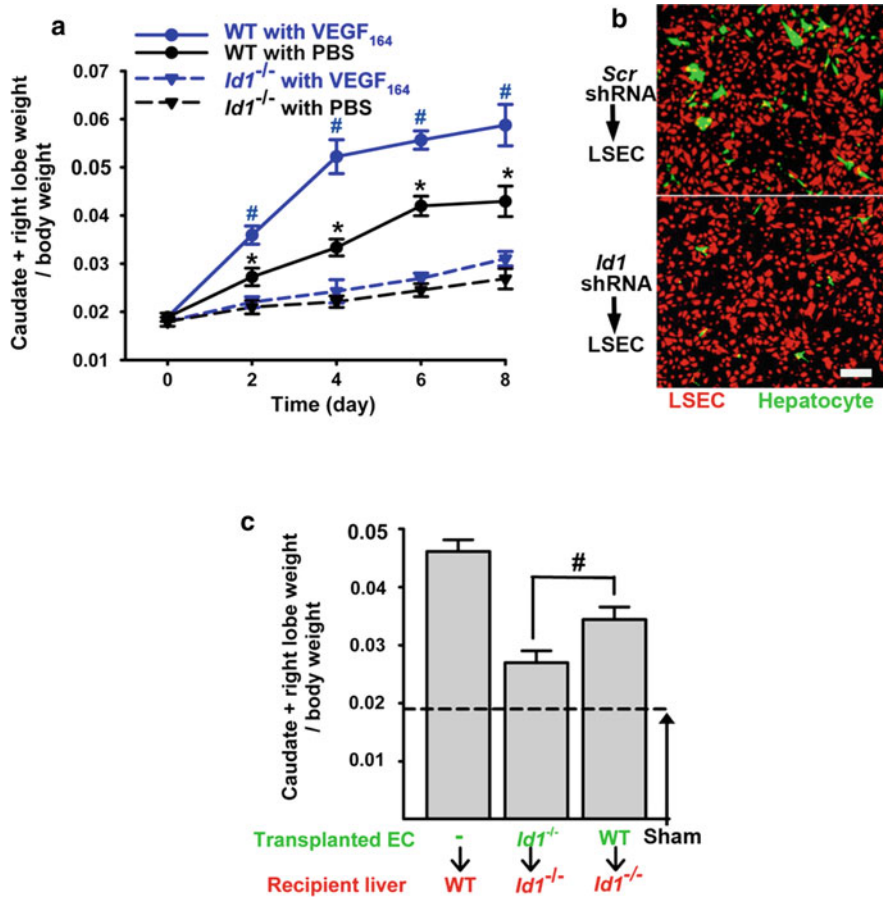 a
WT with VEGF164
WT with PBS
Id1-/- with VEGF164
Id1-/- with PBS
0.07
0.06
0.05
0.04
0.03
0.02
0.01
# # # #
* * * *
0 2 4 6 8
Time (day)
Caudate + right lobe weight
/ body weight
b
Scr
shRNA
LSEC
Id1
shRNA
LSEC
LSEC Hepatocyte
c
0.05
0.04
0.03
0.02
0.01
Caudate + right lobe weight
/ body weight
#
Transplanted EC - Id1-/- WT Sham
Recipient liver WT Id1-/- Id1-/-